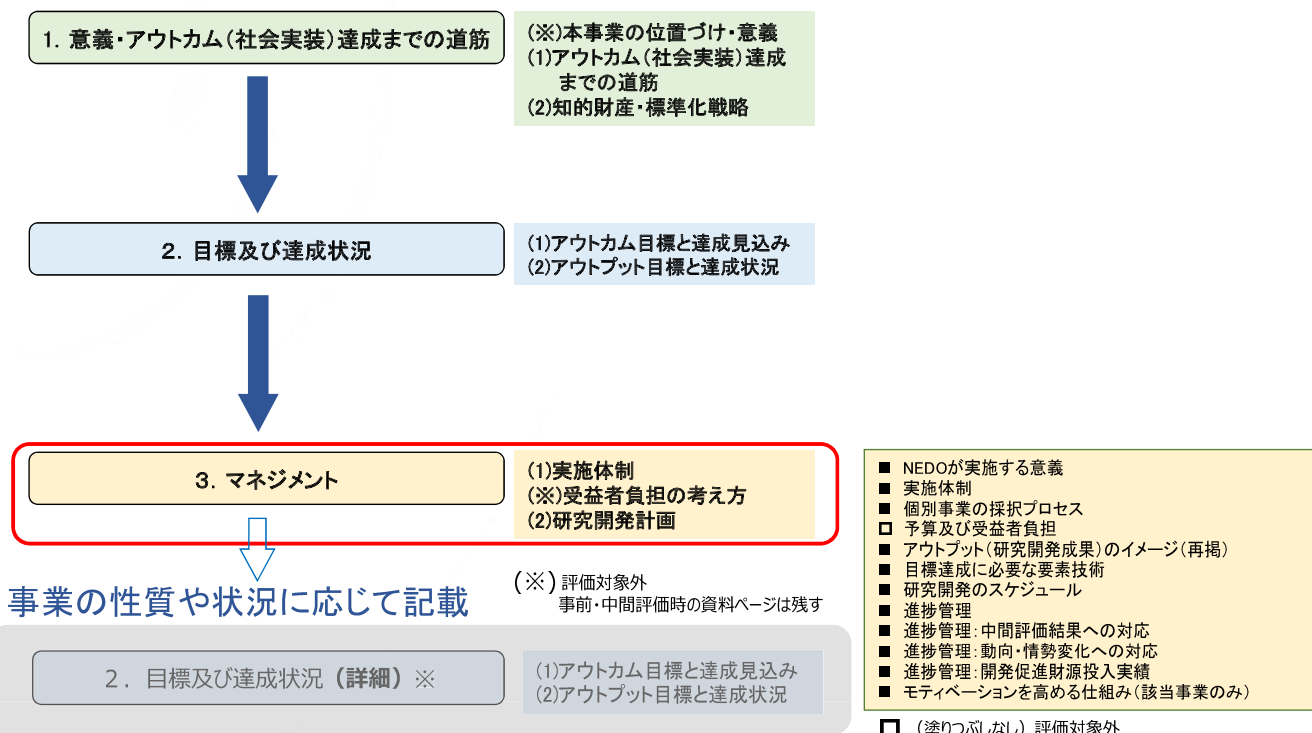 1. 意義・アウトカム(社会実装)達成までの道筋
(※)本事業の位置づけ・意義
(1)アウトカム(社会実装)達成
までの道筋
(2)知的財産・標準化戦略
2. 目標及び達成状況
(1)アウトカム目標と達成見込み
(2)アウトプット目標と達成状況
3. マネジメント
(1)実施体制
(※)受益者負担の考え方
(2)研究開発計画
事業の性質や状況に応じて記載
(※)評価対象外
事前・中間評価時の資料ページは残す
2. 目標及び達成状況(詳細)※
(1)アウトカム目標と達成見込み
(2)アウトプット目標と達成状況
■ NEDOが実施する意義
■ 実施体制
■ 個別事業の採択プロセス
□ 予算及び受益者負担
■ アウトプット(研究開発成果)のイメージ(再掲)
■ 目標達成に必要な要素技術
■ 研究開発のスケジュール
■ 進捗管理
■ 進捗管理:中間評価結果への対応
■ 進捗管理:動向・情勢変化への対応
■ 進捗管理:開発促進財源投入実績
■ モティベーションを高める仕組み(該当事業のみ)
□ (塗りつぶしなし)評価対象外